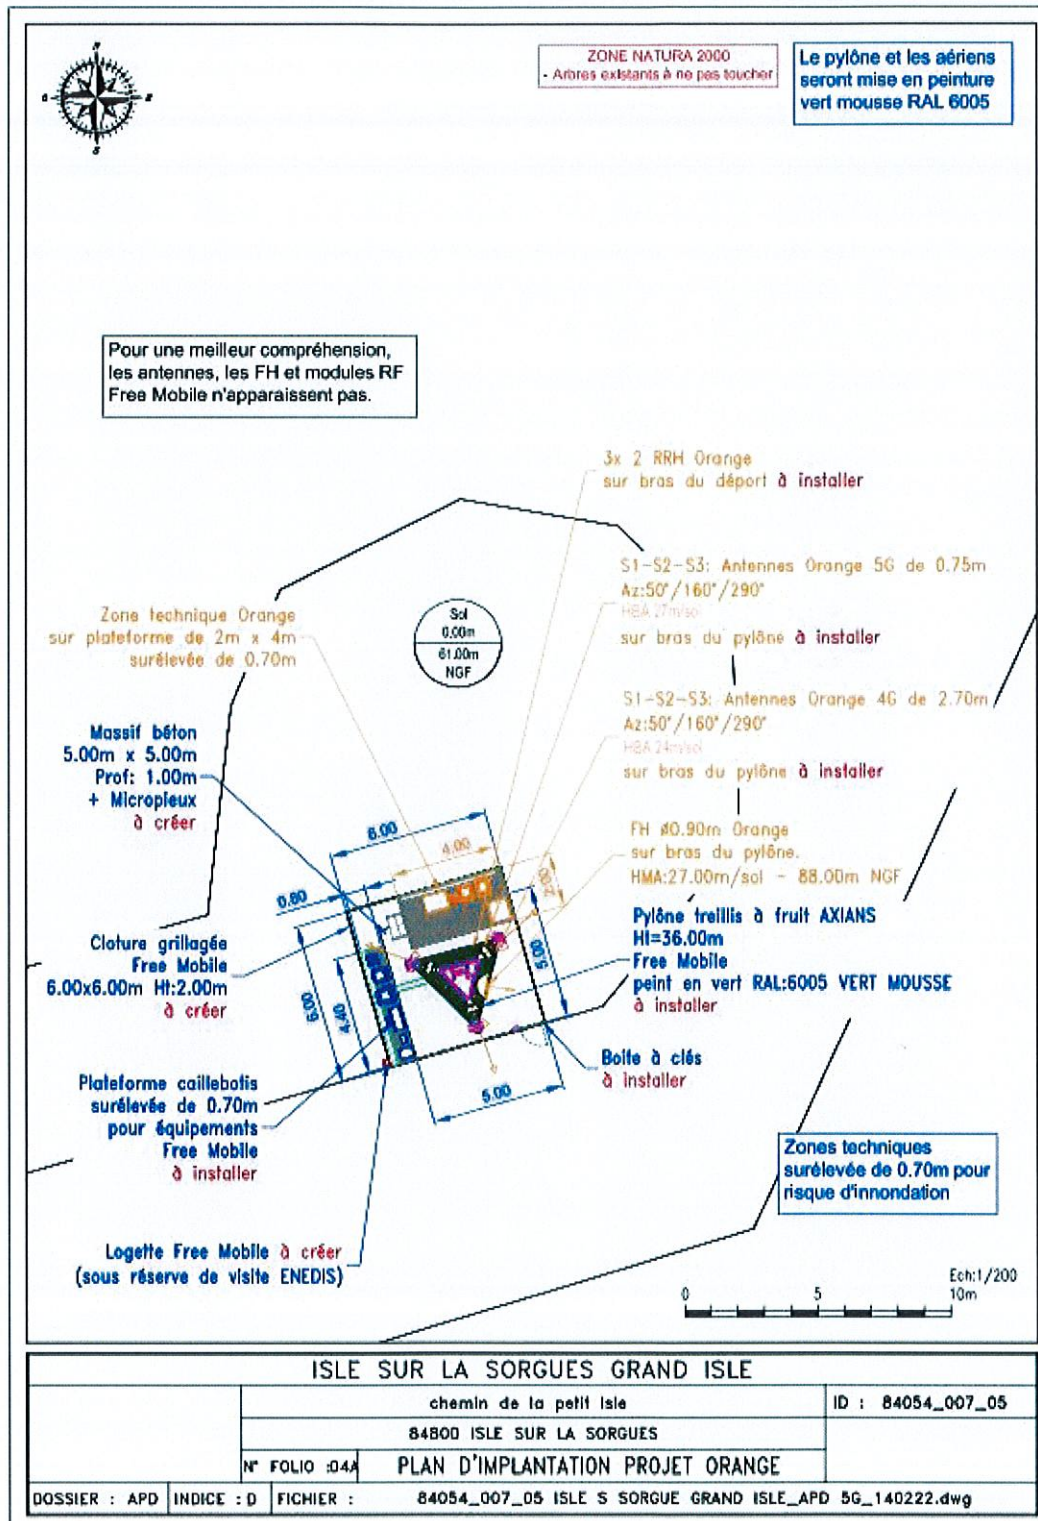 N
ZONE NATURA 2000
- Arbres existants à ne pas toucher
Le pylône et les aériens
seront mise en peinture
vert mousse RAL 6005
S
Pour une meilleur compréhension,
les antennes, les FH et modules RF
Free Mobile n'apparaissent pas.
3x 2 RRH Orange
sur bras du déport à installer
S1-S2-S3: Antennes Orange 5G de 0.75m
Az:50°/160°/290°
HBA 27m/sol
sur bras du pylône à installer
Zone technique Orange
sur plateforme de 2m x 4m
surélevée de 0.70m
Sol
0.00m
61.00m
NGF
S1-S2-S3: Antennes Orange 4G de 2.70m
Az:50°/160°/290°
HBA 24m/sol
sur bras du pylône à installer
Massif béton
5.00m x 5.00m
Prof: 1.00m
+ Micropieux
à créer
FH Ø0.90m Orange
sur bras du pylône.
HMA:27.00m/sol - 88.00m NGF
6.00
4.00
2.00
0.80
5.00
6.00
4.40
5.00
Pylône treillis à fruit AXIANS
Ht=36.00m
Free Mobile
peint en vert RAL:6005 VERT MOUSSE
à installer
Cloture grillagée
Free Mobile
6.00x6.00m Ht:2.00m
à créer
Boite à clés
à installer
Plateforme caillebotis
surélevée de 0.70m
pour équipements
Free Mobile
à installer
Zones techniques
surélevée de 0.70m pour
risque d'innondation
Logette Free Mobile à créer
(sous réserve de visite ENEDIS)
Ech:1/200
0 5 10m
ISLE SUR LA SORGUES GRAND ISLE
chemin de la petit Isle
ID : 84054_007_05
84800 ISLE SUR LA SORGUES
N° FOLIO :04A
PLAN D'IMPLANTATION PROJET ORANGE
DOSSIER : APD
INDICE : D
FICHIER : 84054_007_05 ISLE S SORGUE GRAND ISLE_APD 5G_140222.dwg